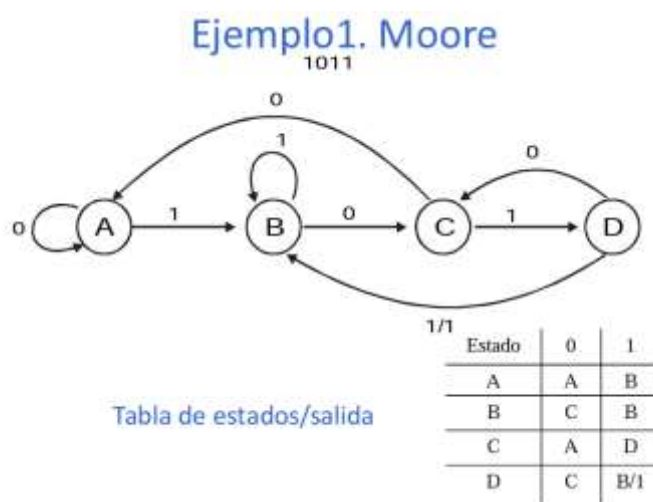 Ejemplo1. Moore
1011
0
1
0
0
A
1
B
0
C
1
D
1/1
Estado 0 1
A A B
B C B
C A D
D C B/1
Tabla de estados/salida